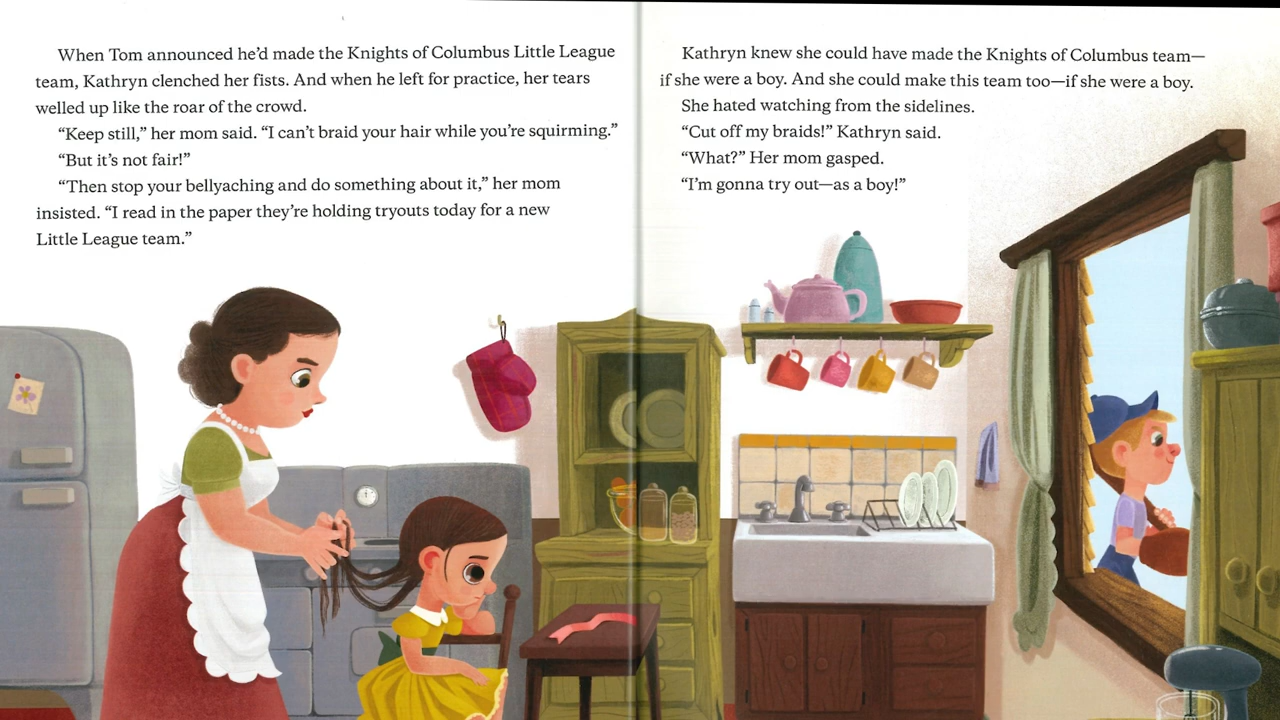 When Tom announced he’d made the Knights of Columbus Little League
team, Kathryn clenched her fists. And when he left for practice, her tears
welled up like the roar of the crowd.
“Keep still,” her mom said. “I can’t braid your hair while you’re squirming.”
“But it’s not fair!”
“Then stop your bellyaching and do something about it,” her mom
insisted. “I read in the paper they’re holding tryouts today for a new
Little League team.”
Kathryn knew she could have made the Knights of Columbus team—
if she were a boy. And she could make this team too—if she were a boy.
She hated watching from the sidelines.
“Cut off my braids!” Kathryn said.
“What?” Her mom gasped.
“I’m gonna try out—as a boy!”